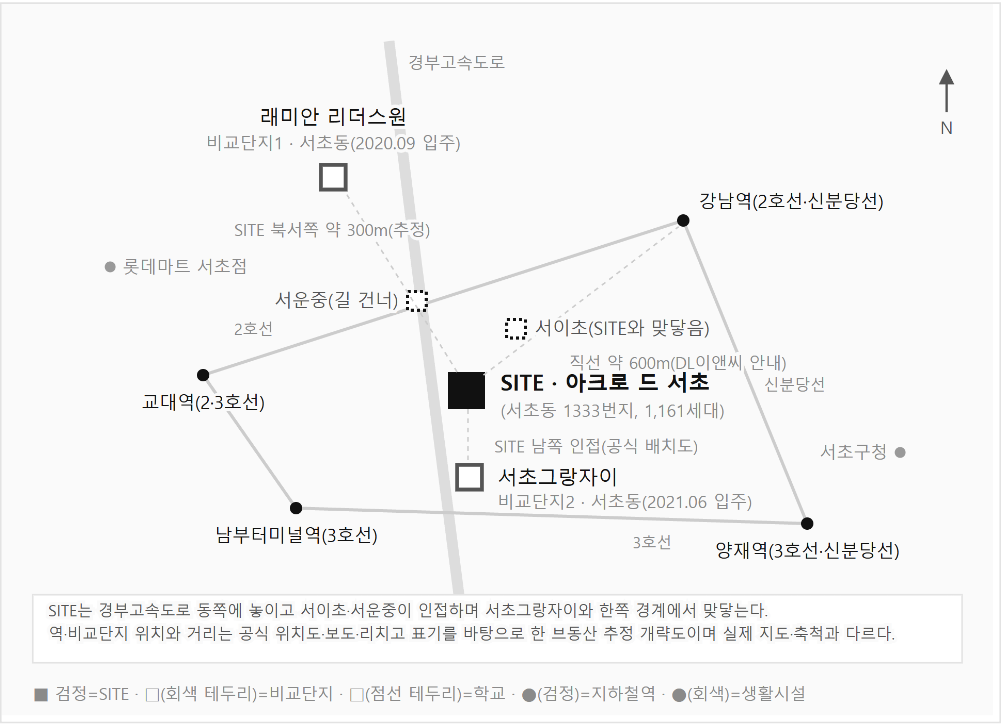 경부고속도로
래미안 리더스원
비교단지1 · 서초동(2020.09 입주)
N
강남역(2호선·신분당선)
SITE 북서쪽 약 300m(추정)
롯데마트 서초점
서운중(길 건너)
2호선
서이초(SITE와 맞닿음)
직선 약 600m(DL이앤씨 안내)
SITE · 아크로 드 서초
신분당선
교대역(2·3호선)
(서초동 1333번지, 1,161세대)
SITE 남쪽 인접(공식 배치도)
서초구청
서초그랑자이
비교단지2 · 서초동(2021.06 입주)
남부터미널역(3호선)
3호선
양재역(3호선·신분당선)
SITE는 경부고속도로 동쪽에 놓이고 서이초·서운중이 인접하며 서초그랑자이와 한쪽 경계에서 맞닿는다.
역·비교단지 위치와 거리는 공식 위치도·보도·리치고 표기를 바탕으로 한 브동산 추정 개략도이며 실제 지도·축척과 다르다.
■ 검정=SITE · □(회색 테두리)=비교단지 · □(점선 테두리)=학교 · ●(검정)=지하철역 · ●(회색)=생활시설